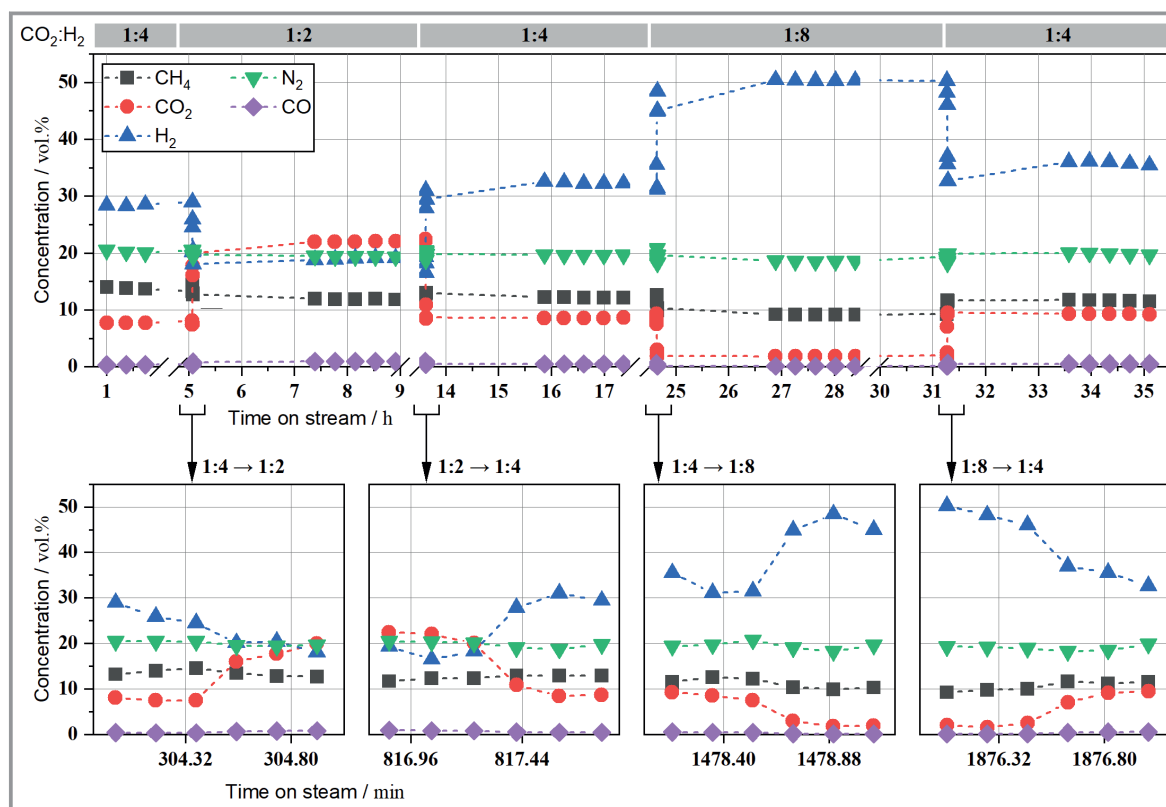 CO₂:H₂ 1:4 1:2 1:4 1:8 1:4
CH₄ N₂
CO₂ CO
H₂
Concentration / vol.%
50
40
30
20
10
0
1 5 6 7 8 9 14 15 16 17 25 26 27 28 30 31 32 33 34 35
Time on stream / h
1:4 → 1:2 1:2 → 1:4 1:4 → 1:8 1:8 → 1:4
Concentration / vol.%
50
40
30
20
10
0
304.32 304.80 816.96 817.44 1478.40 1478.88 1876.32 1876.80
Time on steam / min